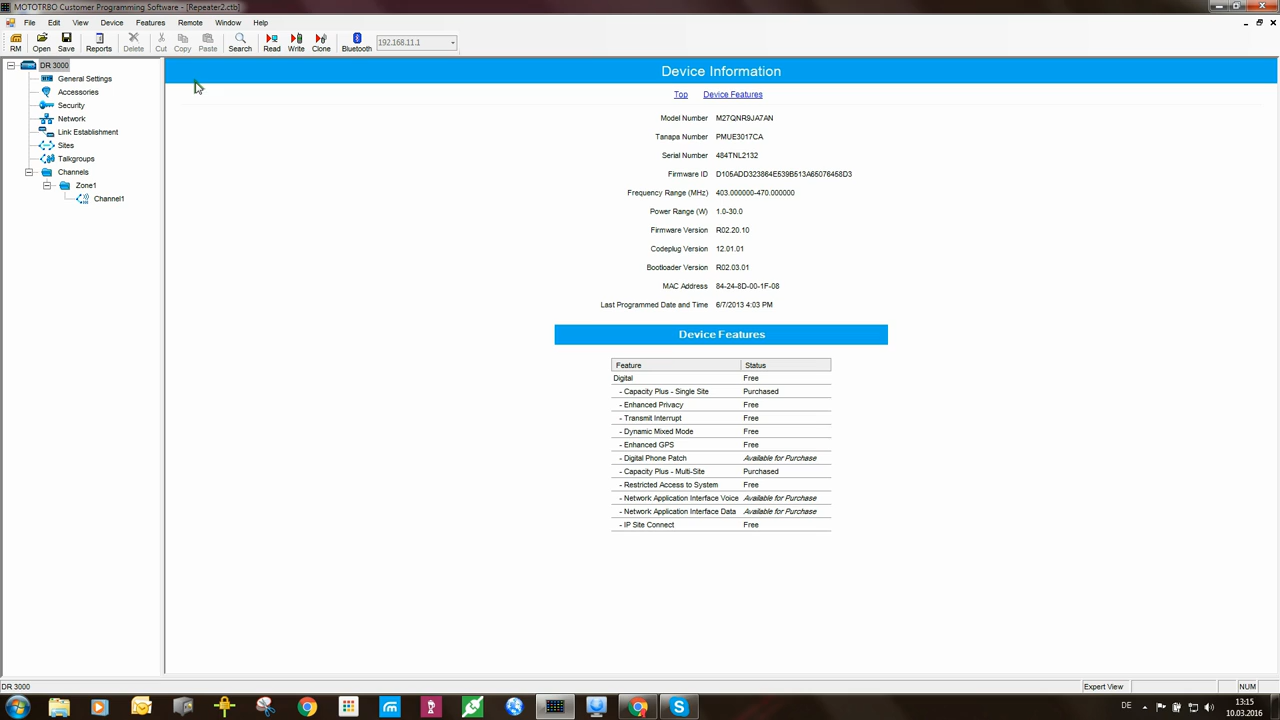 MOTOTRBO Customer Programming Software - [Repeater2.ctb]
File Edit View Device Features Remote Window Help
RM Open Save Reports Delete Cut Copy Paste Search Read Write Clone Bluetooth 192.168.11.1
DR 3000
General Settings
Accessories
Security
Network
Link Establishment
Sites
Talkgroups
Channels
Zone1
Channel1
Device Information
Top Device Features
Model Number M27QNR9JA7AN
Tanapa Number PMUE3017CA
Serial Number 484TNL2132
Firmware ID D105ADD323864E539B513A65076458D3
Frequency Range (MHz) 403.000000-470.000000
Power Range (W) 1.0-30.0
Firmware Version R02.20.10
Codeplug Version 12.01.01
Bootloader Version R02.03.01
MAC Address 84-24-8D-00-1F-08
Last Programmed Date and Time 6/7/2013 4:03 PM
Device Features
Feature Status
Digital Free
- Capacity Plus - Single Site Purchased
- Enhanced Privacy Free
- Transmit Interrupt Free
- Dynamic Mixed Mode Free
- Enhanced GPS Free
- Digital Phone Patch Available for Purchase
- Capacity Plus - Multi-Site Purchased
- Restricted Access to System Free
- Network Application Interface Voice Available for Purchase
- Network Application Interface Data Available for Purchase
- IP Site Connect Free
DR 3000 Expert View NUM
DE 13:15
10.03.2016